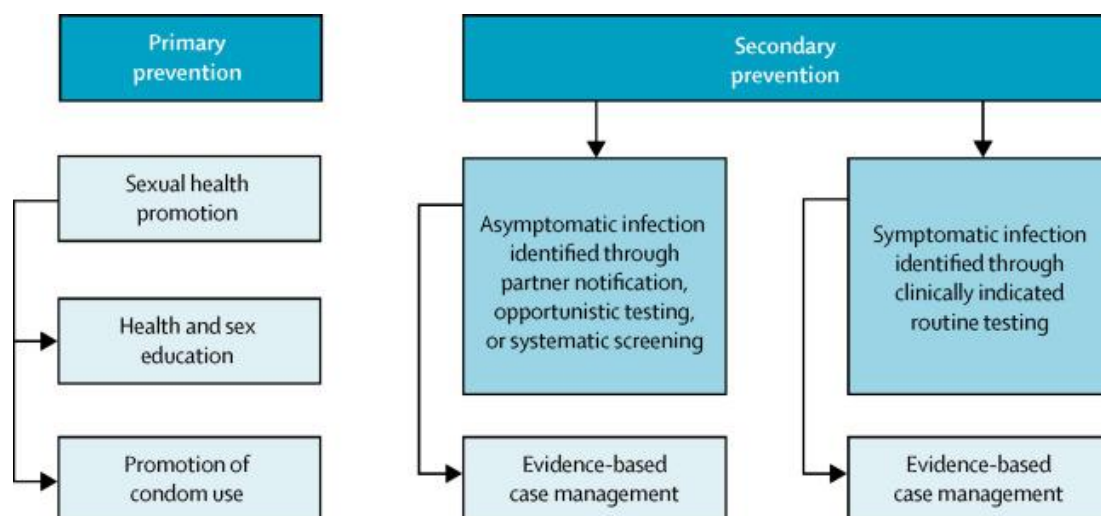 Primary
prevention
Secondary
prevention
Sexual health
promotion
Health and sex
education
Promotion of
condom use
Asymptomatic infection
identified through
partner notification,
opportunistic testing,
or systematic screening
Evidence-based
case management
Symptomatic infection
identified through
clinically indicated
routine testing
Evidence-based
case management